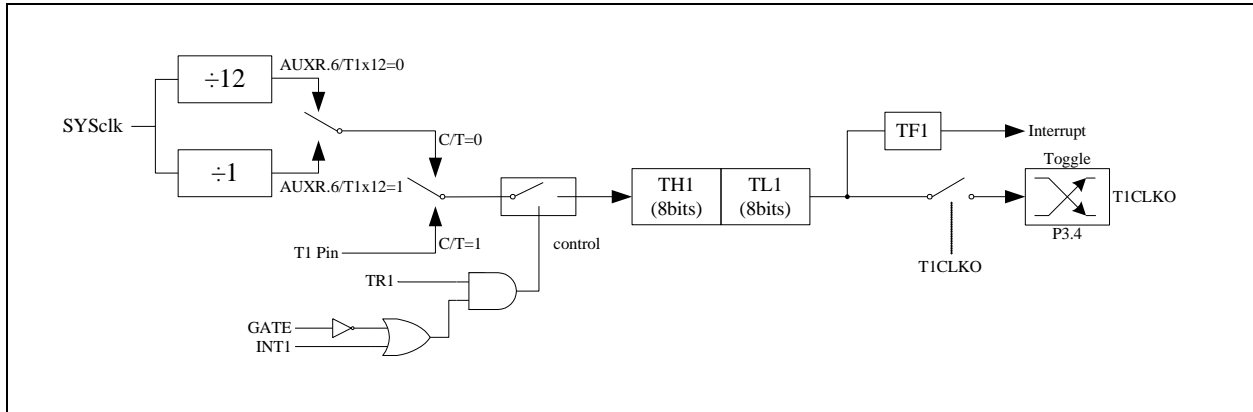 AUXR.6/T1x12=0
÷12
SYSclk
÷1
AUXR.6/T1x12=1
C/T=0
C/T=1
T1 Pin
control
TR1
GATE
INT1
TH1
(8bits)
TL1
(8bits)
TF1
Interrupt
Toggle
T1CLKO
P3.4
T1CLKO